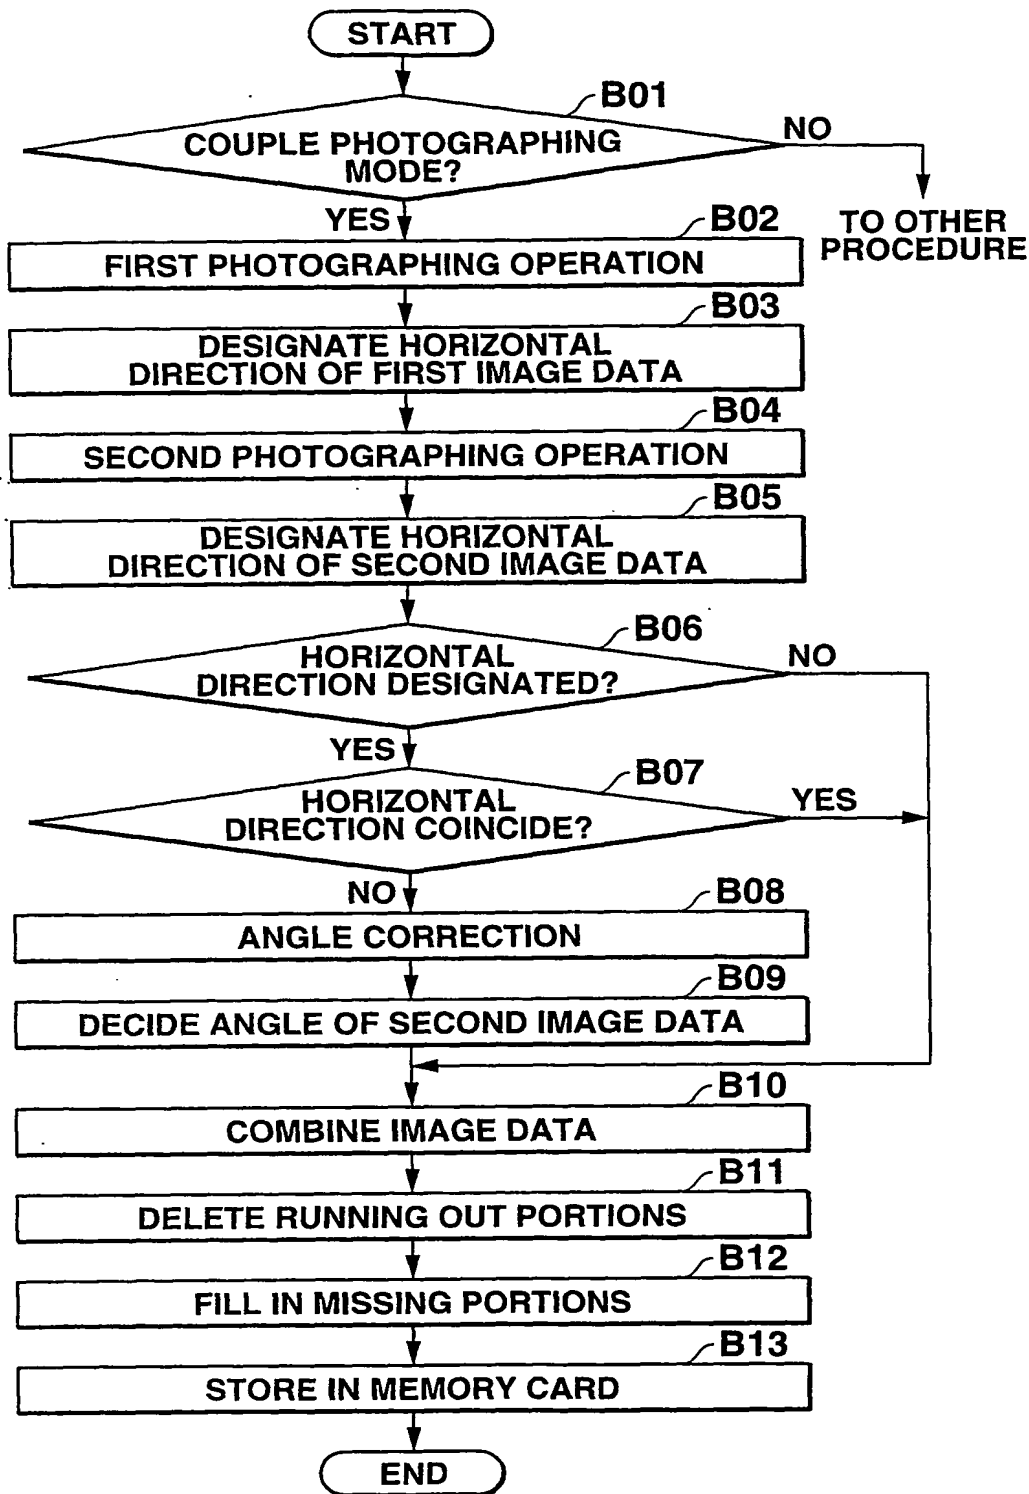 START
B01
COUPLE PHOTOGRAPHING
MODE?
NO
YES
TO OTHER
PROCEDURE
B02
FIRST PHOTOGRAPHING OPERATION
B03
DESIGNATE HORIZONTAL
DIRECTION OF FIRST IMAGE DATA
B04
SECOND PHOTOGRAPHING OPERATION
B05
DESIGNATE HORIZONTAL
DIRECTION OF SECOND IMAGE DATA
B06
HORIZONTAL
DIRECTION DESIGNATED?
NO
YES
B07
HORIZONTAL
DIRECTION COINCIDE?
YES
NO
B08
ANGLE CORRECTION
B09
DECIDE ANGLE OF SECOND IMAGE DATA
B10
COMBINE IMAGE DATA
B11
DELETE RUNNING OUT PORTIONS
B12
FILL IN MISSING PORTIONS
B13
STORE IN MEMORY CARD
END